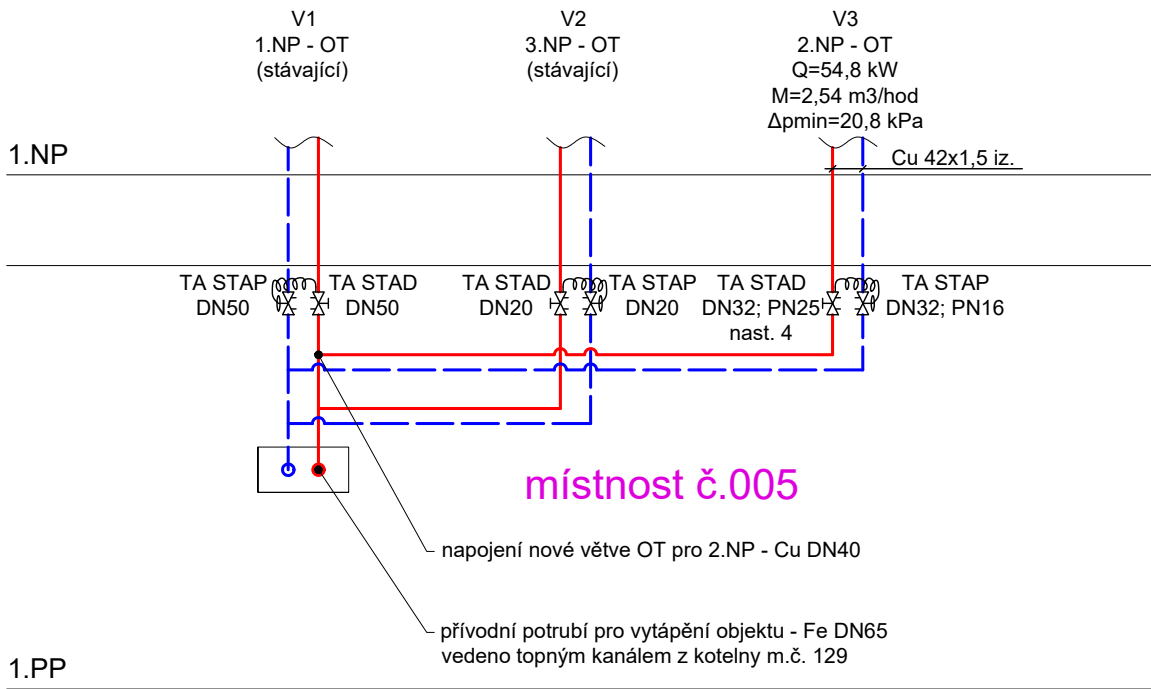 V1
1.NP - OT
(stávající)
V2
3.NP - OT
(stávající)
V3
2.NP - OT
Q=54,8 kW
M=2,54 m3/hod
Δpmin=20,8 kPa
1.NP
Cu 42x1,5 iz.
TA STAP
DN50
TA STAD
DN50
TA STAD
DN20
TA STAP
DN20
TA STAD
DN32; PN25
nast. 4
TA STAP
DN32; PN16
místnost č.005
napojení nové větve OT pro 2.NP - Cu DN40
přívodní potrubí pro vytápění objektu - Fe DN65
vedeno topným kanálem z kotelny m.č. 129
1.PP